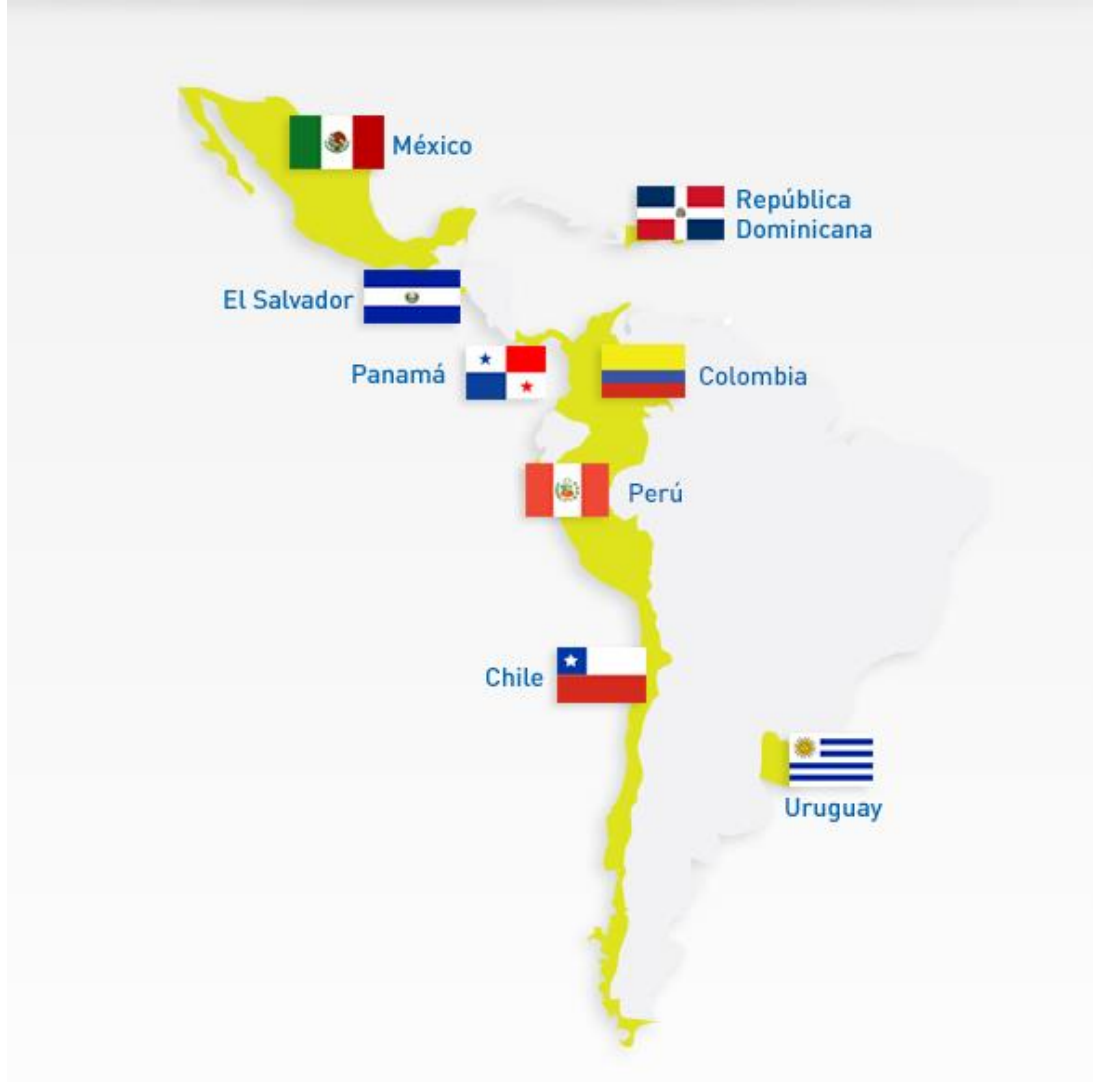 México
República
Dominicana
El Salvador
Panamá
Colombia
Perú
Chile
Uruguay